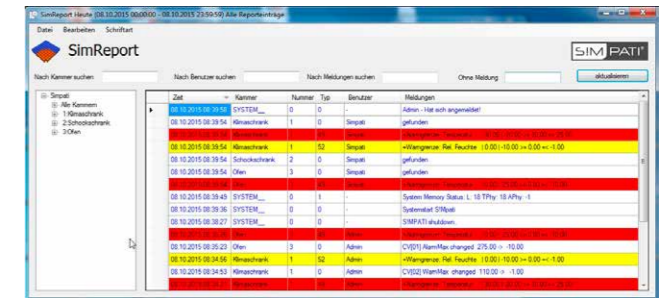 SimReport Heute (08.10.2015 00:00:00 - 08.10.2015 23:59:59) Alle Reporteinträge
Datei Bearbeiten Schriftart
SimReport
SIMPATI*
Nach Kammer suchen Nach Benutzer suchen Nach Meldungen suchen Ohne Meldung aktualisieren
Simpati
Alle Kammern
1:Klimaschrank
2:Schockschrank
3:Ofen
Zeit Kammer Nummer Typ Benutzer Meldungen
08.10.2015 08:39:58 SYSTEM__ 0 0 - Admin - Hat sich angemeldet!
08.10.2015 08:39:54 Klimaschrank 1 0 Simpati gefunden
08.10.2015 08:39:54 Klimaschrank 1 52 Simpati +Warngrenze: Rel. Feuchte | 0.00 | -10.00 >= 0.00 =< -1.00
08.10.2015 08:39:54 Schockschrank 2 0 Simpati gefunden
08.10.2015 08:39:54 Ofen 3 0 Simpati gefunden
08.10.2015 08:39:49 SYSTEM__ 0 1 - System Memory Status: L: 18 TPhy: 18 APhy: -1
08.10.2015 08:39:36 SYSTEM__ 0 0 - Systemstart S!Mpati
08.10.2015 08:38:27 SYSTEM__ 0 0 - S!MPATI shutdown.
08.10.2015 08:35:23 Ofen 3 0 Admin CV[01] AlarmMax changed 275.00 -> -10.00
08.10.2015 08:34:56 Klimaschrank 1 52 Admin +Warngrenze: Rel. Feuchte | 0.00 | -10.00 >= 0.00 =< -1.00
08.10.2015 08:34:53 Klimaschrank 1 0 Admin CV[02] WarnMax changed 110.00 -> -1.00